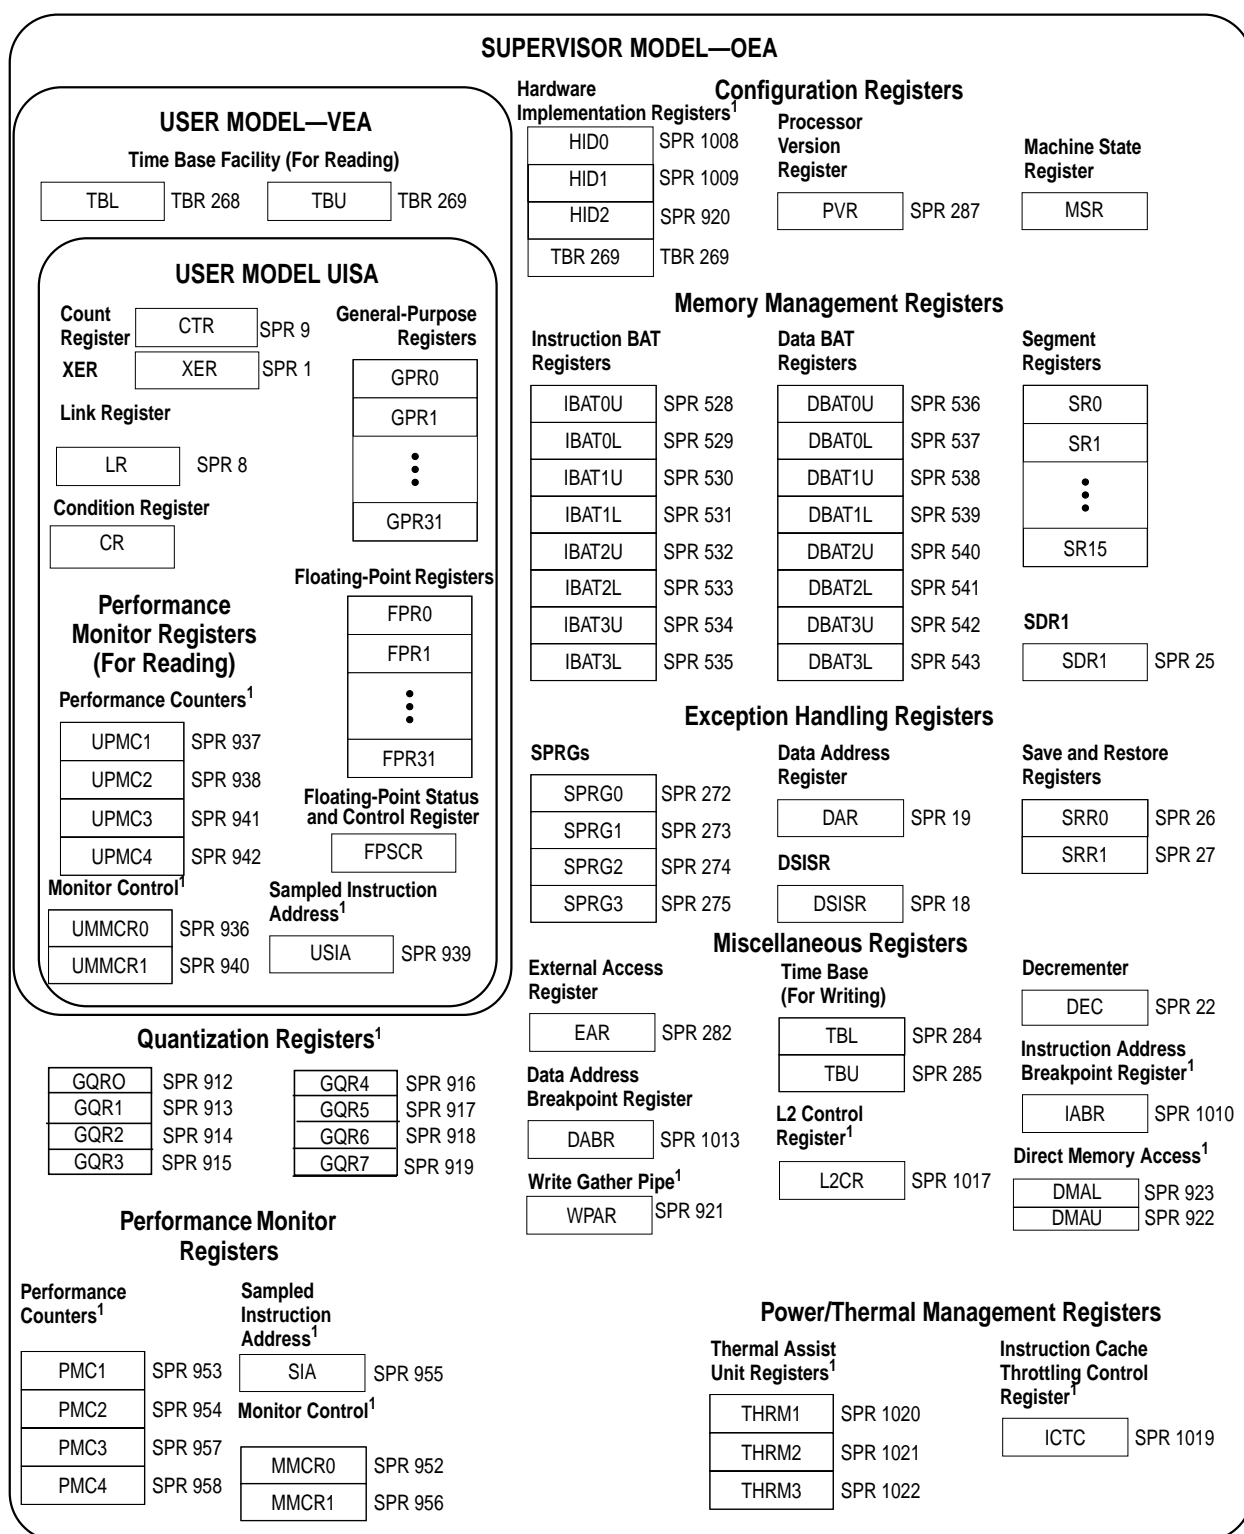 SUPERVISOR MODEL—OEA
USER MODEL—VEA
Time Base Facility (For Reading)
TBL TBR 268 TBU TBR 269
USER MODEL UISA
Count
Register
CTR SPR 9
XER XER SPR 1
Link Register
LR SPR 8
Condition Register
CR
General-Purpose
Registers
GPR0
GPR1
GPR31
Floating-Point Registers
FPR0
FPR1
FPR31
Floating-Point Status
and Control Register
FPSCR
Performance
Monitor Registers
(For Reading)
Performance Counters1
UPMC1 SPR 937
UPMC2 SPR 938
UPMC3 SPR 941
UPMC4 SPR 942
Monitor Control1
UMMCR0 SPR 936
UMMCR1 SPR 940
Sampled Instruction
Address1
USIA SPR 939
Configuration Registers
Hardware
Implementation Registers1
HID0 SPR 1008
HID1 SPR 1009
HID2 SPR 920
TBR 269 TBR 269
Processor
Version
Register
PVR SPR 287
Machine State
Register
MSR
Memory Management Registers
Instruction BAT
Registers
IBAT0U SPR 528
IBAT0L SPR 529
IBAT1U SPR 530
IBAT1L SPR 531
IBAT2U SPR 532
IBAT2L SPR 533
IBAT3U SPR 534
IBAT3L SPR 535
Data BAT
Registers
DBAT0U SPR 536
DBAT0L SPR 537
DBAT1U SPR 538
DBAT1L SPR 539
DBAT2U SPR 540
DBAT2L SPR 541
DBAT3U SPR 542
DBAT3L SPR 543
Segment
Registers
SR0
SR1
SR15
SDR1
SDR1 SPR 25
Exception Handling Registers
SPRGs
SPRG0 SPR 272
SPRG1 SPR 273
SPRG2 SPR 274
SPRG3 SPR 275
Data Address
Register
DAR SPR 19
DSISR
DSISR SPR 18
Save and Restore
Registers
SRR0 SPR 26
SRR1 SPR 27
Miscellaneous Registers
External Access
Register
EAR SPR 282
Data Address
Breakpoint Register
DABR SPR 1013
Write Gather Pipe1
WPAR SPR 921
Time Base
(For Writing)
TBL SPR 284
TBU SPR 285
L2 Control
Register1
L2CR SPR 1017
Decrementer
DEC SPR 22
Instruction Address
Breakpoint Register1
IABR SPR 1010
Direct Memory Access1
DMAL SPR 923
DMAU SPR 922
Quantization Registers1
GQRO SPR 912
GQR1 SPR 913
GQR2 SPR 914
GQR3 SPR 915
GQR4 SPR 916
GQR5 SPR 917
GQR6 SPR 918
GQR7 SPR 919
Performance Monitor
Registers
Performance
Counters1
PMC1 SPR 953
PMC2 SPR 954
PMC3 SPR 957
PMC4 SPR 958
Sampled
Instruction
Address1
SIA SPR 955
Monitor Control1
MMCR0 SPR 952
MMCR1 SPR 956
Power/Thermal Management Registers
Thermal Assist
Unit Registers1
THRM1 SPR 1020
THRM2 SPR 1021
THRM3 SPR 1022
Instruction Cache
Throttling Control
Register1
ICTC SPR 1019